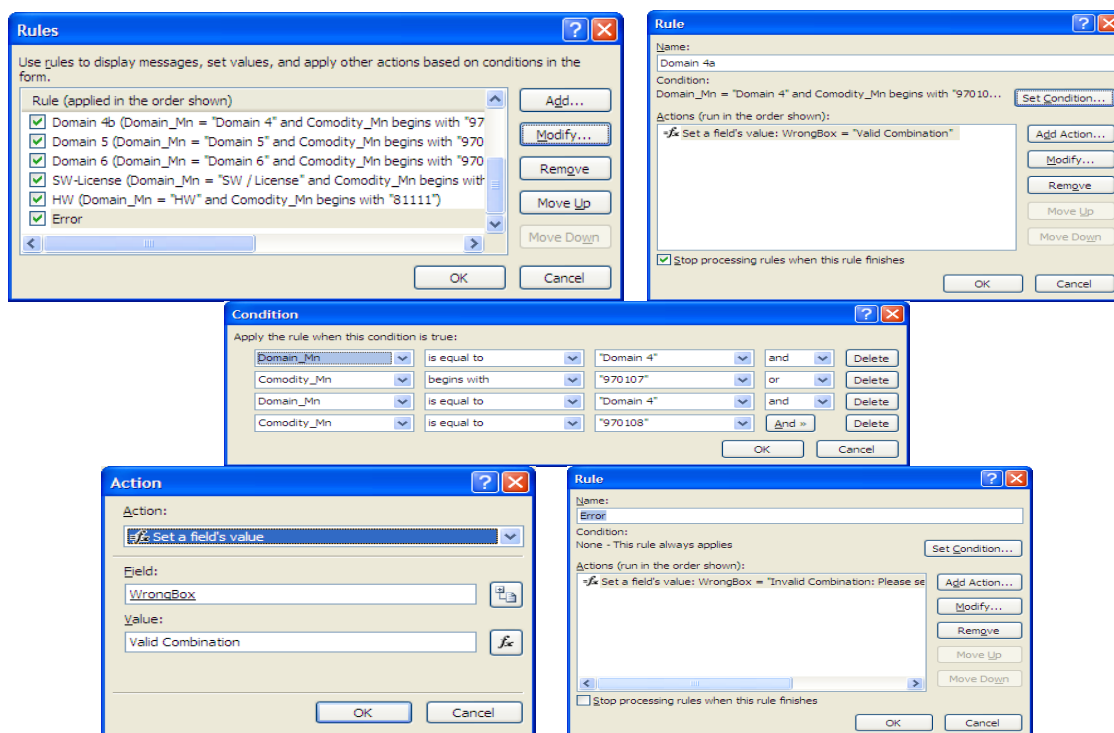 Rules
Use rules to display messages, set values, and apply other actions based on conditions in the
form.
Rule (applied in the order shown)
Domain 4b (Domain_Mn = "Domain 4" and Comodity_Mn begins with "97
Domain 5 (Domain_Mn = "Domain 5" and Comodity_Mn begins with "970
Domain 6 (Domain_Mn = "Domain 6" and Comodity_Mn begins with "970
SW-License (Domain_Mn = "SW / License" and Comodity_Mn begins with
HW (Domain_Mn = "HW" and Comodity_Mn begins with "81111")
Error
Add...
Modify...
Remove
Move Up
Move Down
OK
Cancel
Rule
Name:
Domain 4a
Condition:
Domain_Mn = "Domain 4" and Comodity_Mn begins with "97010...
Set Condition...
Actions (run in the order shown):
Set a field's value: WrongBox = "Valid Combination"
Add Action...
Modify...
Remove
Move Up
Move Down
Stop processing rules when this rule finishes
OK
Cancel
Condition
Apply the rule when this condition is true:
Domain_Mn is equal to "Domain 4" and Delete
Comodity_Mn begins with "970107" or Delete
Domain_Mn is equal to "Domain 4" and Delete
Comodity_Mn is equal to "970108" And » Delete
OK Cancel
Action
Action:
Set a field's value
Field:
WrongBox
Value:
Valid Combination
OK
Cancel
Rule
Name:
Error
Condition:
None - This rule always applies
Set Condition...
Actions (run in the order shown):
Set a field's value: WrongBox = "Invalid Combination: Please se
Add Action...
Modify...
Remove
Move Up
Move Down
Stop processing rules when this rule finishes
OK
Cancel